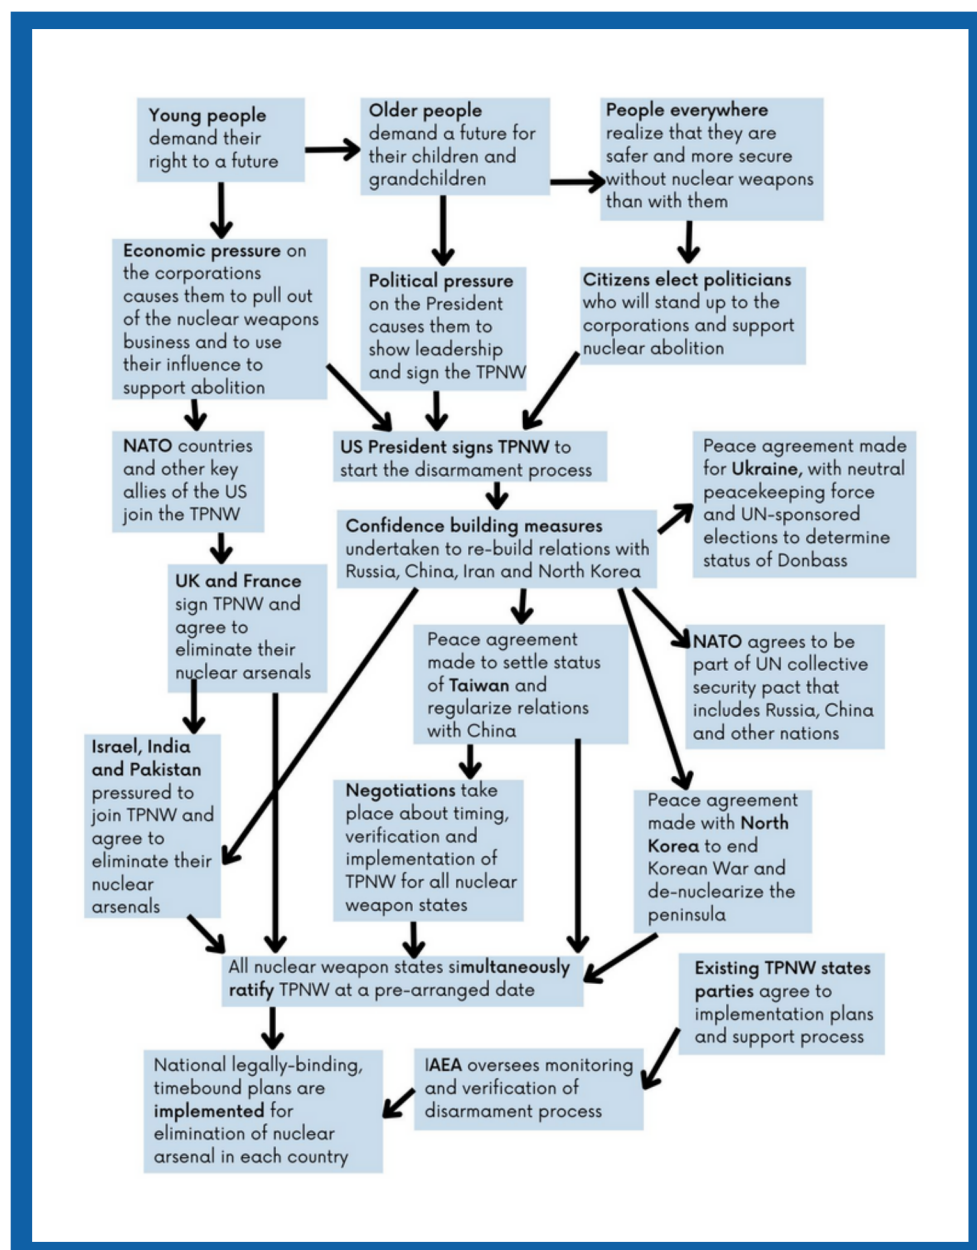 Young people
demand their
right to a future
Older people
demand a future for
their children and
grandchildren
People everywhere
realize that they are
safer and more secure
without nuclear weapons
than with them
Economic pressure on
the corporations
causes them to pull out
of the nuclear weapons
business and to use
their influence to
support abolition
Political pressure
on the President
causes them to
show leadership
and sign the TPNW
Citizens elect politicians
who will stand up to the
corporations and support
nuclear abolition
NATO countries
and other key
allies of the US
join the TPNW
US President signs TPNW to
start the disarmament process
Peace agreement made
for Ukraine, with neutral
peacekeeping force
and UN-sponsored
elections to determine
status of Donbass
Confidence building measures
undertaken to re-build relations with
Russia, China, Iran and North Korea
UK and France
sign TPNW and
agree to
eliminate their
nuclear arsenals
Peace agreement
made to settle status
of Taiwan and
regularize relations
with China
NATO agrees to be
part of UN collective
security pact that
includes Russia, China
and other nations
Israel, India
and Pakistan
pressured to
join TPNW and
agree to
eliminate their
nuclear
arsenals
Negotiations take
place about timing,
verification and
implementation of
TPNW for all nuclear
weapon states
Peace agreement
made with North
Korea to end
Korean War and
de-nuclearize the
peninsula
All nuclear weapon states simultaneously
ratify TPNW at a pre-arranged date
Existing TPNW states
parties agree to
implementation plans
and support process
National legally-binding,
timebound plans are
implemented for
elimination of nuclear
arsenal in each country
IAEA oversees monitoring
and verification of
disarmament process